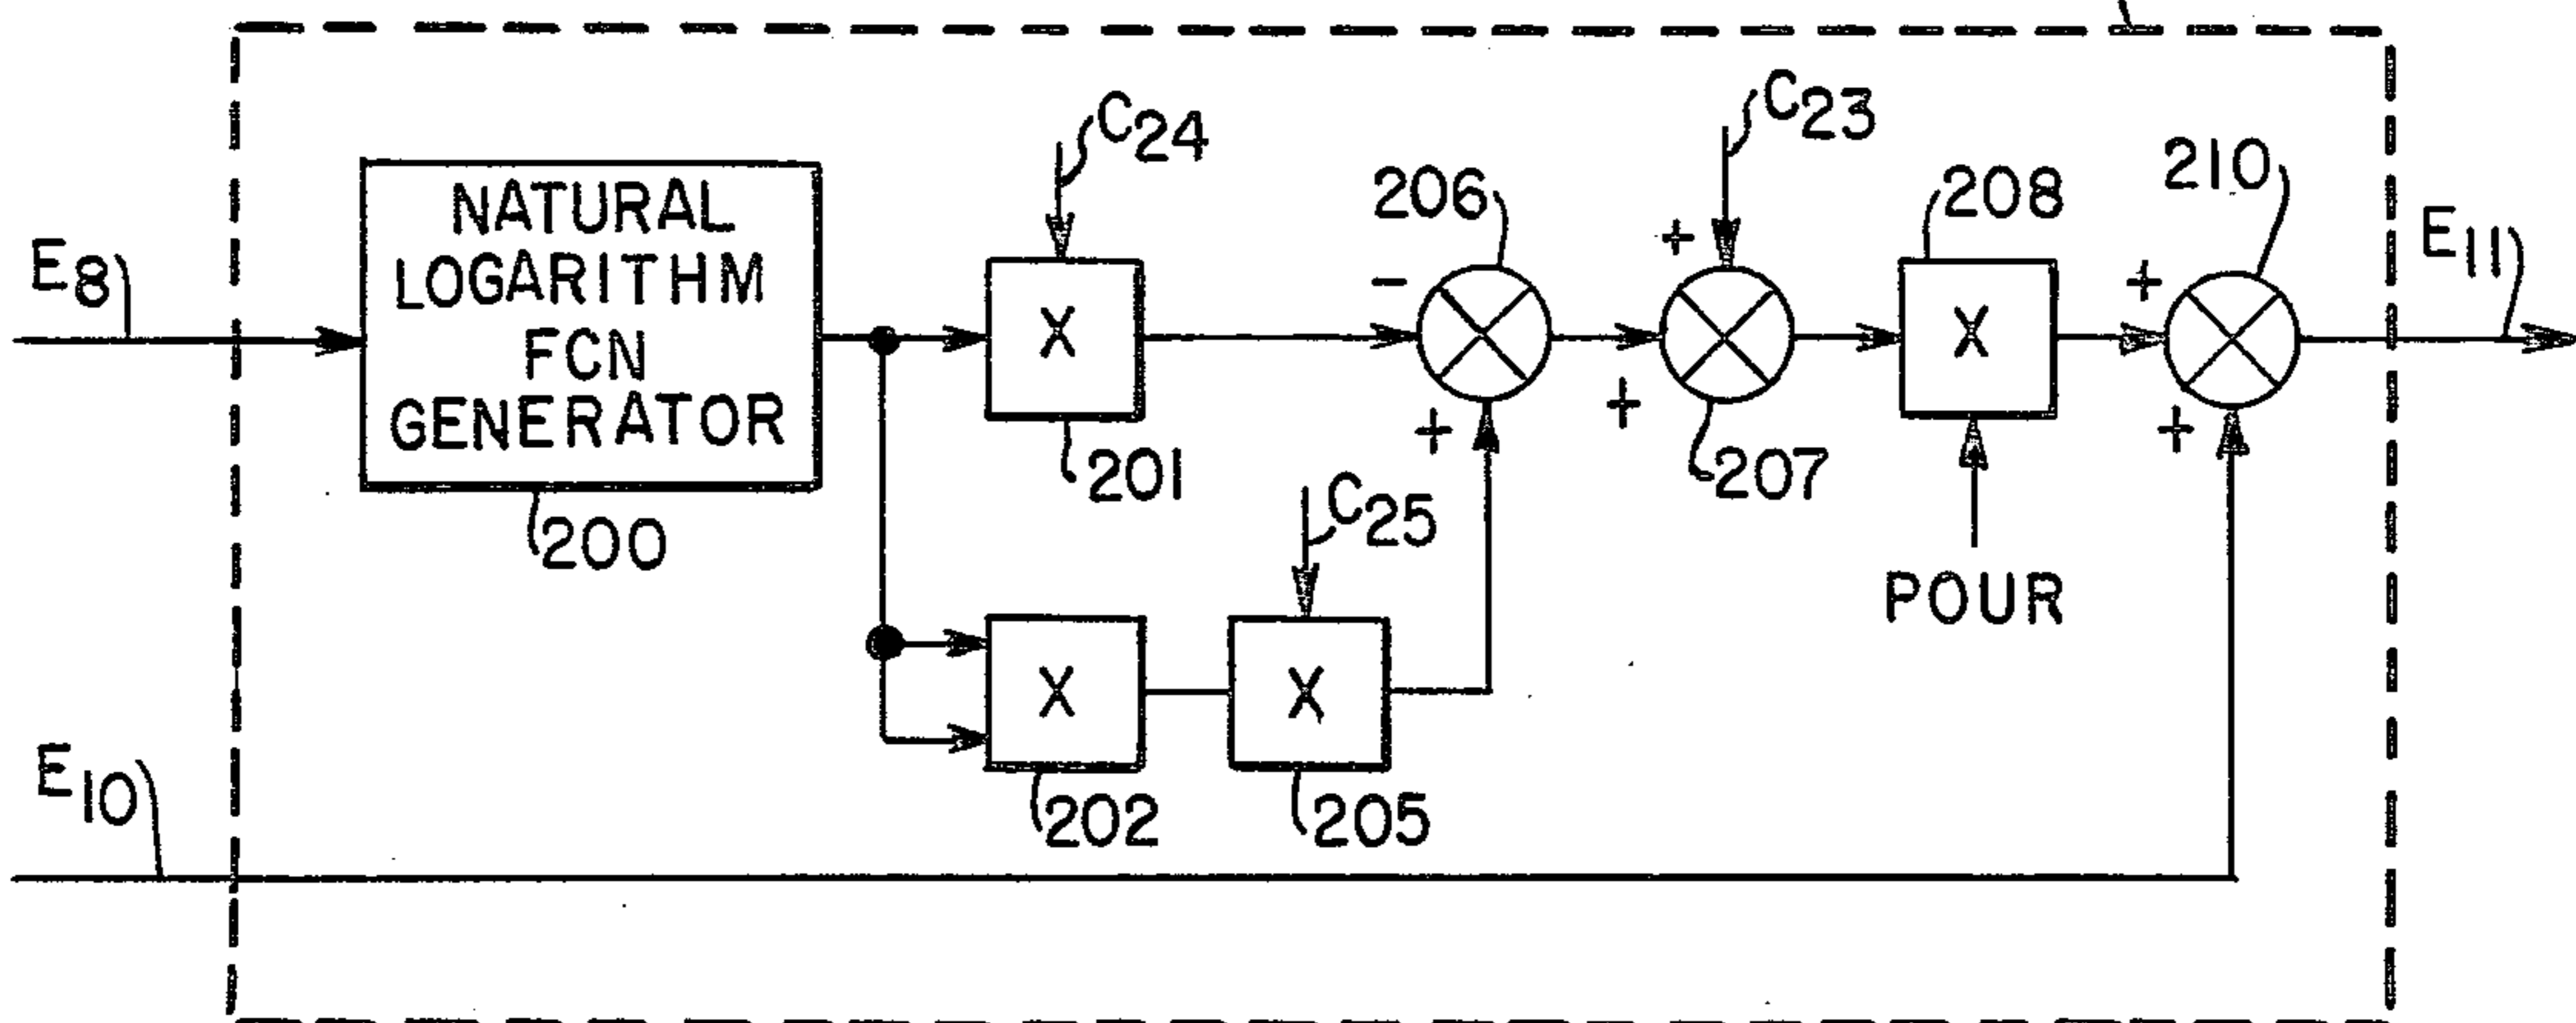 C24
C23
206
208
210
E11
E8
NATURAL
LOGARITHM
FCN
GENERATOR
-
+
+
+
+
+
X
X
201
207
200
C25
POUR
X
X
E10
202
205